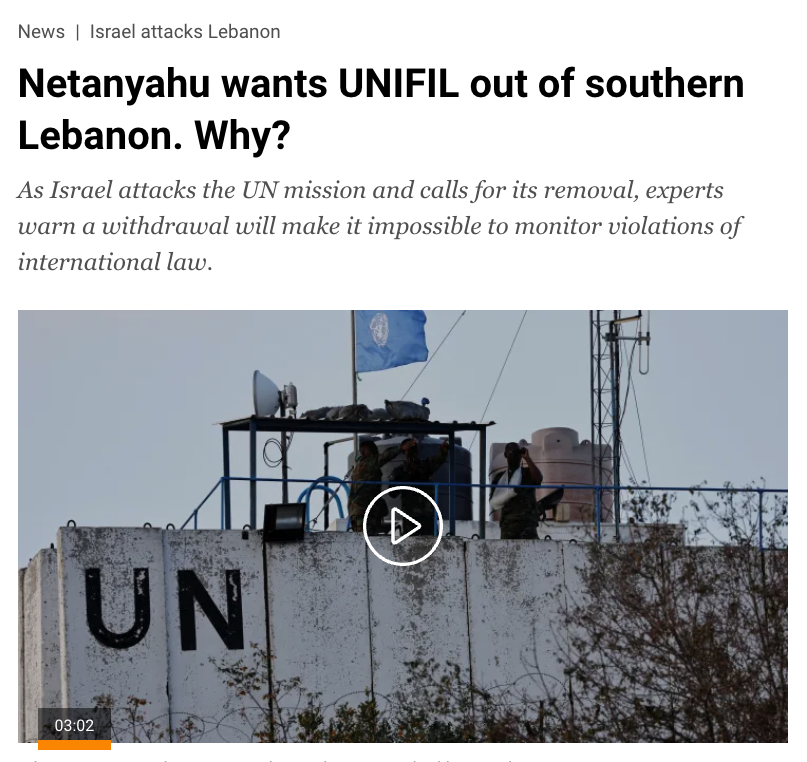 News | Israel attacks Lebanon
Netanyahu wants UNIFIL out of southern
Lebanon. Why?
As Israel attacks the UN mission and calls for its removal, experts
warn a withdrawal will make it impossible to monitor violations of
international law.
UN
03:02